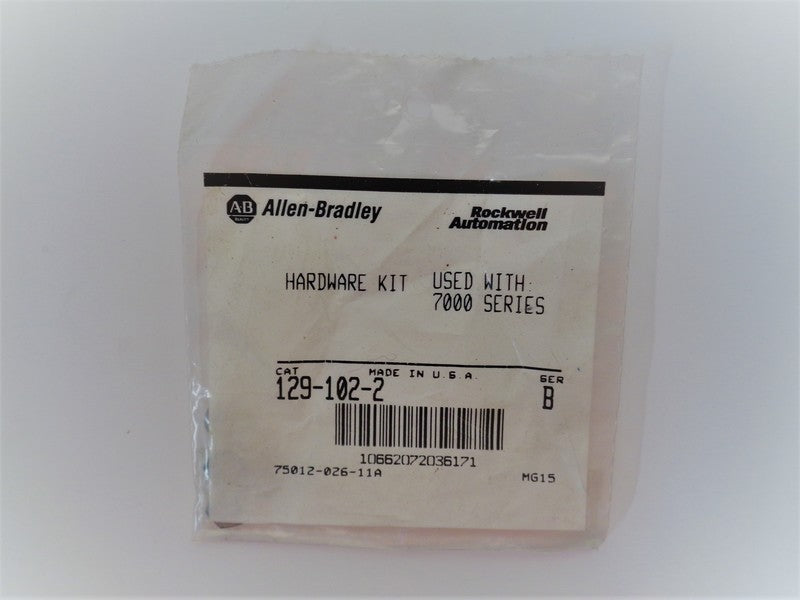 AB Allen-Bradley
QUALITY
Rockwell
Automation
HARDWARE KIT USED WITH:
7000 SERIES
CAT MADE IN U.S.A. SER
129-102-2 B
10662072036171
75012-026-11A MG15